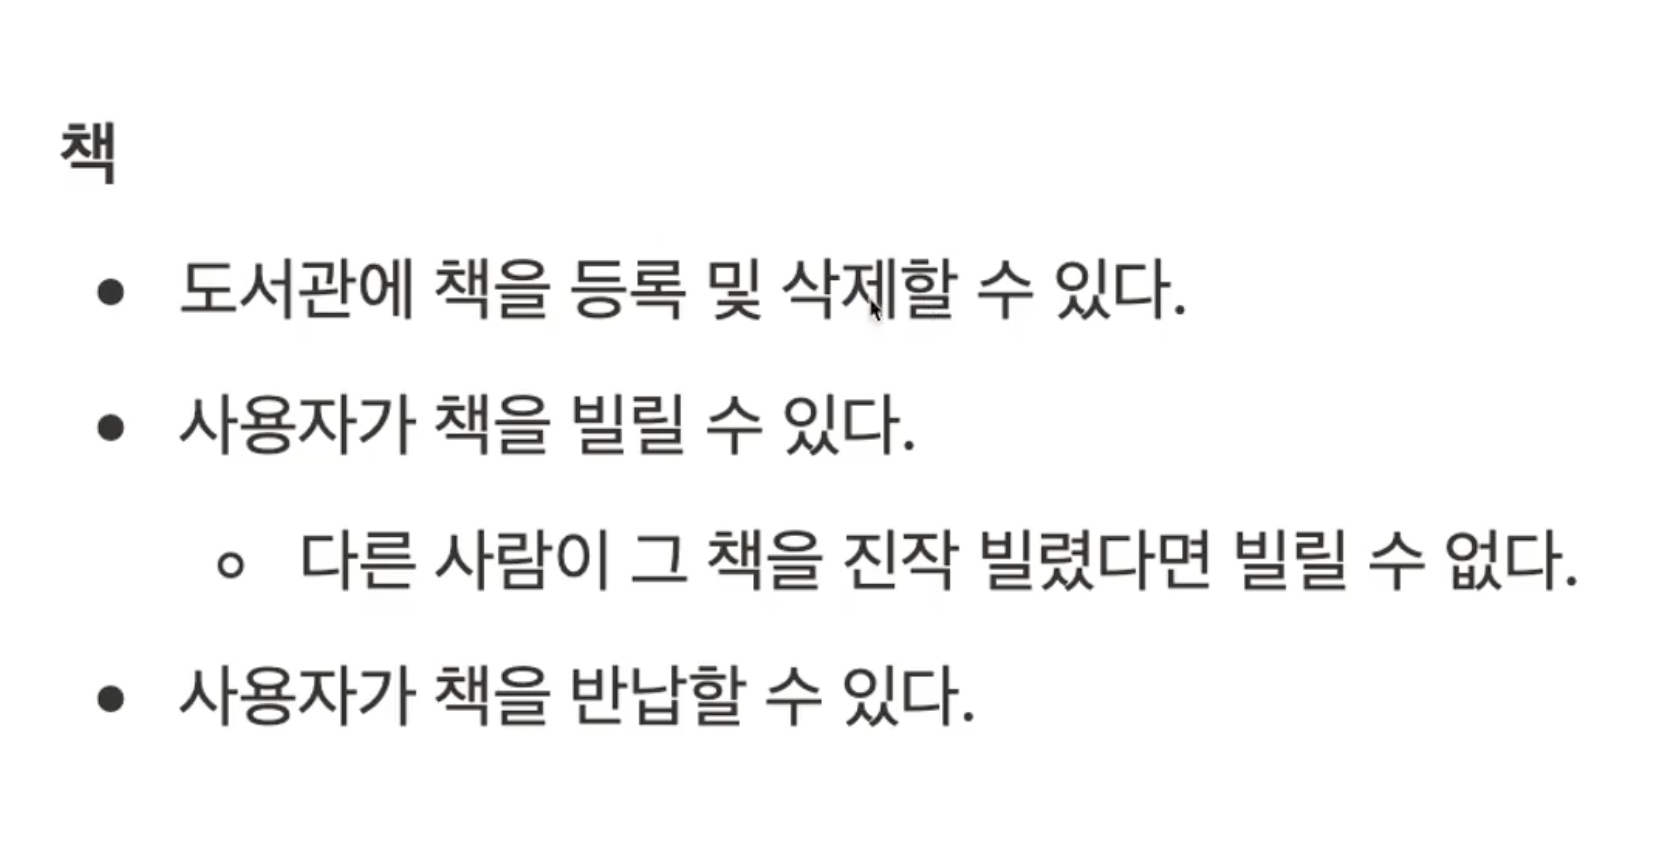 책
• 도서관에 책을 등록 및 삭제할 수 있다.
• 사용자가 책을 빌릴 수 있다.
◦ 다른 사람이 그 책을 진작 빌렸다면 빌릴 수 없다.
• 사용자가 책을 반납할 수 있다.